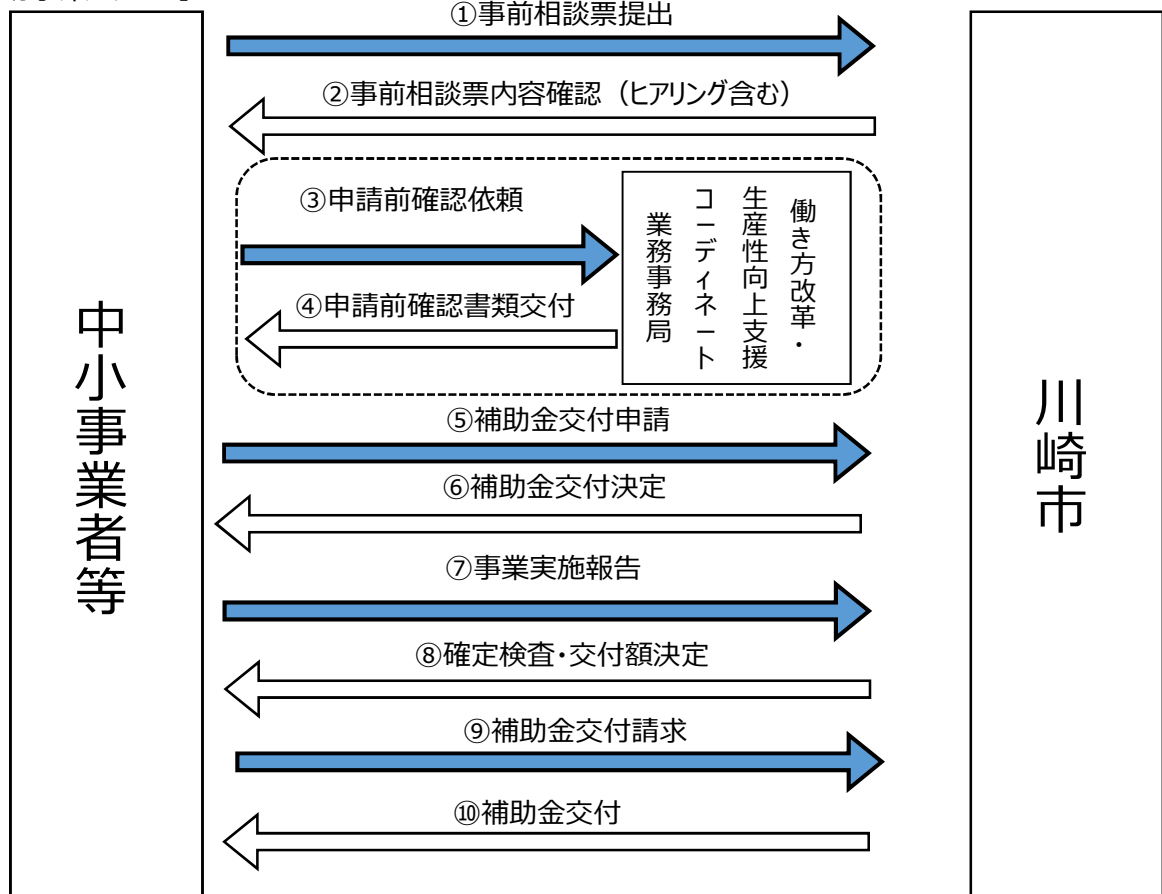 ①事前相談票提出
②事前相談票内容確認（ヒアリング含む）
③申請前確認依頼
働き方改革・
生産性向上支援
コーディネート
業務事務局
④申請前確認書類交付
中小事業者等
川崎市
⑤補助金交付申請
⑥補助金交付決定
⑦事業実施報告
⑧確定検査・交付額決定
⑨補助金交付請求
⑩補助金交付